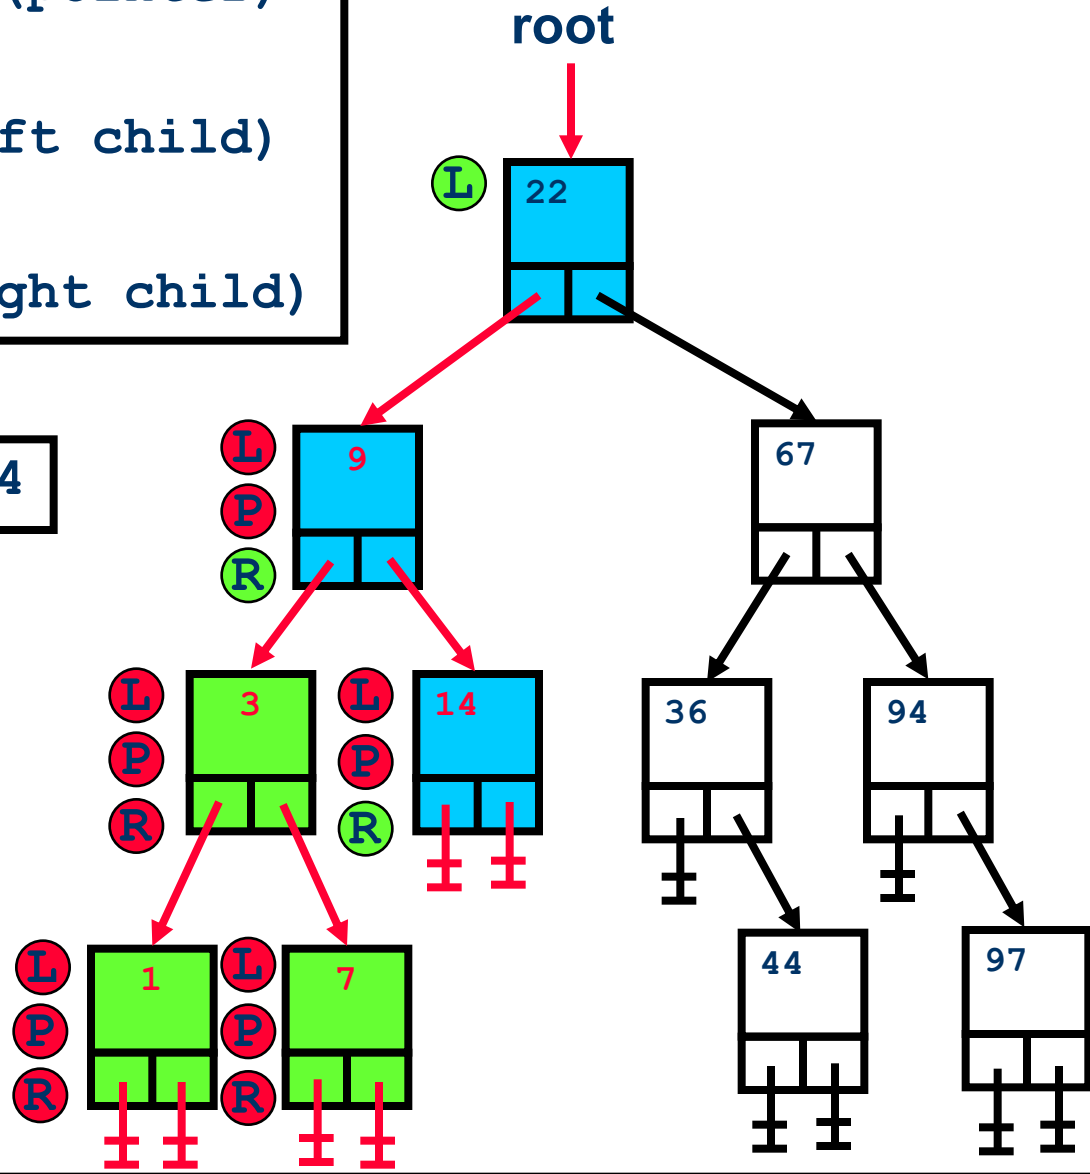 (pointer)
root
ft child)
L 22
ght child)
L 9 67
4
P
R
L 3 L 14 36 94
P P
R R
L 1 L 7 44 97
P P
R R